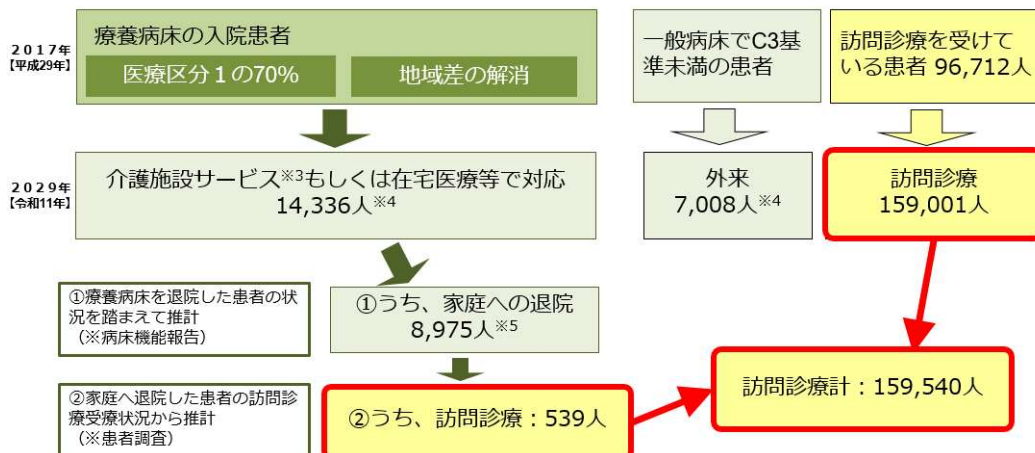 2017年
【平成29年】
療養病床の入院患者
医療区分１の70%
地域差の解消
一般病床でC3基
準未満の患者
訪問診療を受けて
いる患者 96,712人
2029年
【令和11年】
介護施設サービス※3もしくは在宅医療等で対応
14,336人※4
外来
7,008人※4
訪問診療
159,001人
①療養病床を退院した患者の状
況を踏まえて推計
（※病床機能報告）
①うち、家庭への退院
8,975人※5
②家庭へ退院した患者の訪問診
療受療状況から推計
（※患者調査）
②うち、訪問診療：539人
訪問診療計：159,540人